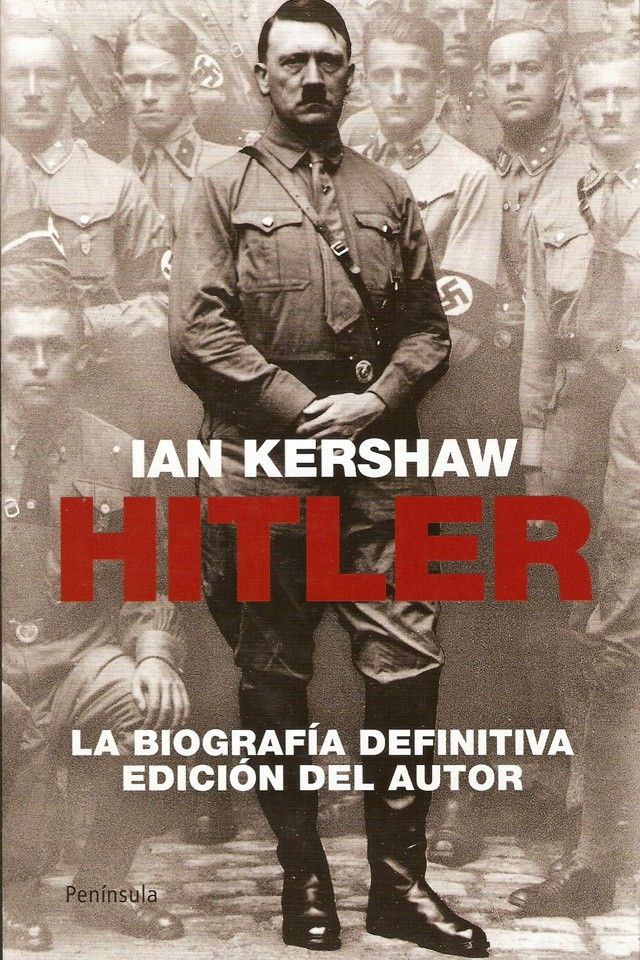 IAN KERSHAW
HITLER
LA BIOGRAFÍA DEFINITIVA
EDICIÓN DEL AUTOR
Península